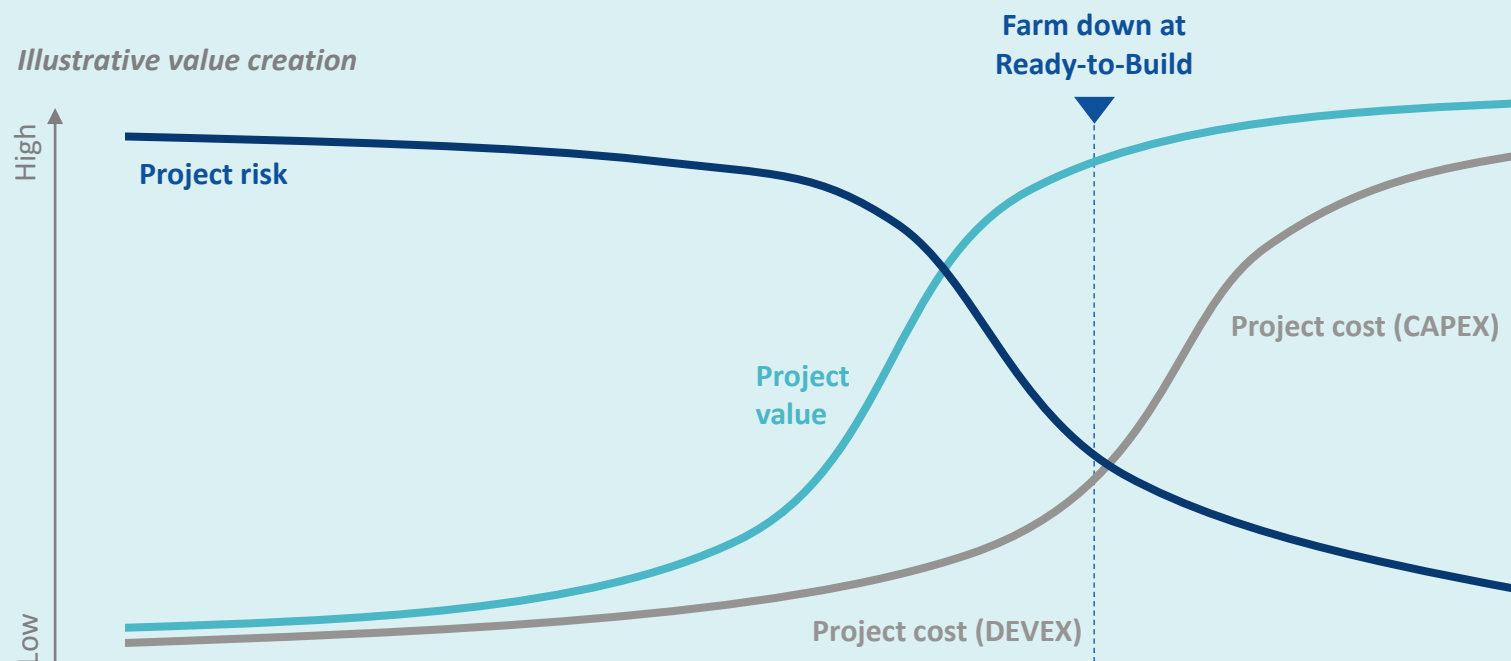 Farm down at
Ready-to-Build
Illustrative value creation
High
Project risk
Project cost (CAPEX)
Project
value
Project cost (DEVEX)
Low